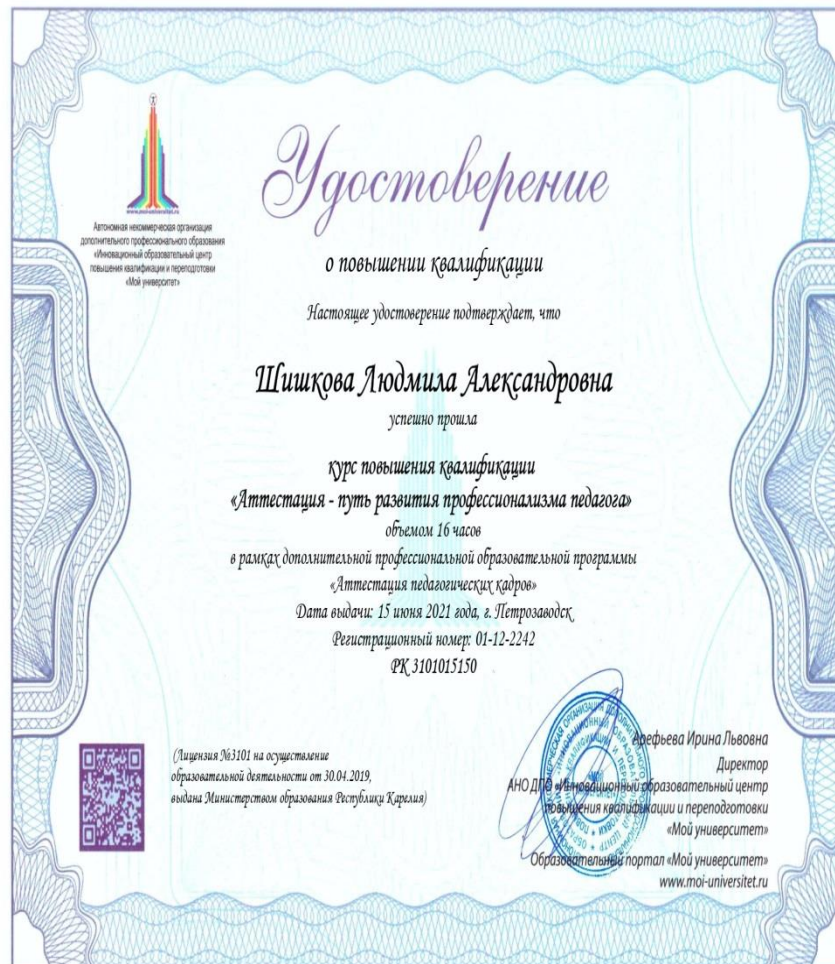 www.moi-universitet.ru
Автономная некоммерческая организация
дополнительного профессионального образования
«Инновационный образовательный центр
повышения квалификации и переподготовки
«Мой университет»
Удостоверение
о повышении квалификации
Настоящее удостоверение подтверждает, что
Шишкова Людмила Александровна
успешно прошла
курс повышения квалификации
«Аттестация - путь развития профессионализма педагога»
объемом 16 часов
в рамках дополнительной профессиональной образовательной программы
«Аттестация педагогических кадров»
Дата выдачи: 15 июня 2021 года, г. Петрозаводск
Регистрационный номер: 01-12-2242
РК 3101015150
(Лицензия №3101 на осуществление
образовательной деятельности от 30.04.2019,
выдана Министерством образования Республики Карелия)
Арефьева Ирина Львовна
Директор
АНО ДПО «Инновационный образовательный центр
повышения квалификации и переподготовки
«Мой университет»
Образовательный портал «Мой университет»
www.moi-universitet.ru